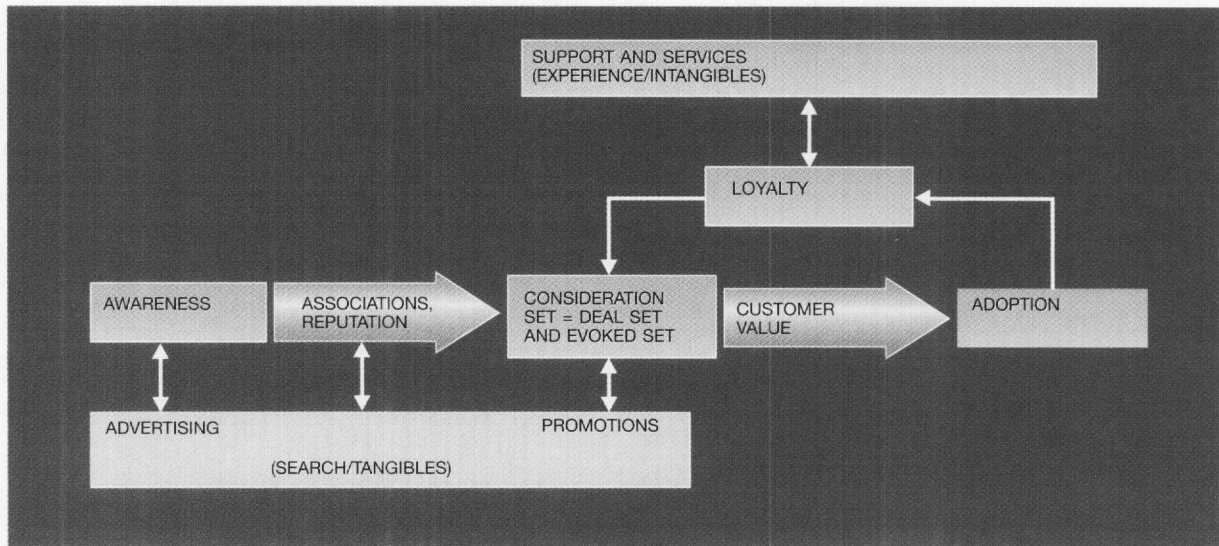 SUPPORT AND SERVICES
(EXPERIENCE/INTANGIBLES)
LOYALTY
AWARENESS
ASSOCIATIONS,
REPUTATION
CONSIDERATION
SET = DEAL SET
AND EVOKED SET
CUSTOMER
VALUE
ADOPTION
ADVERTISING
PROMOTIONS
(SEARCH/TANGIBLES)